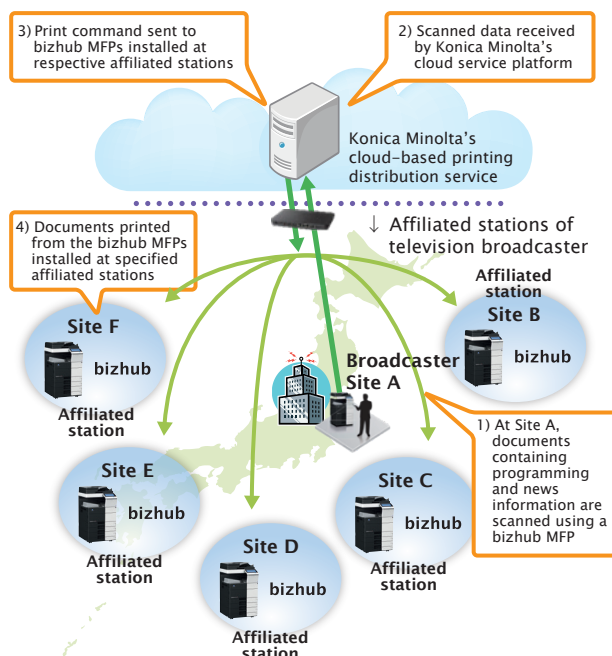 3) Print command sent to
bizhub MFPs installed at
respective affiliated stations
2) Scanned data received
by Konica Minolta's
cloud service platform
Konica Minolta's
cloud-based printing
distribution service
↓ Affiliated stations of
television broadcaster
4) Documents printed
from the bizhub MFPs
installed at specified
affiliated stations
Affiliated
station
Site B
bizhub
Site F
bizhub
Affiliated
station
Broadcaster
Site A
1) At Site A,
documents
containing
programming
and news
information are
scanned using a
bizhub MFP
Site E
bizhub
Affiliated
station
Site C
bizhub
Affiliated
station
Site D
bizhub
Affiliated
station